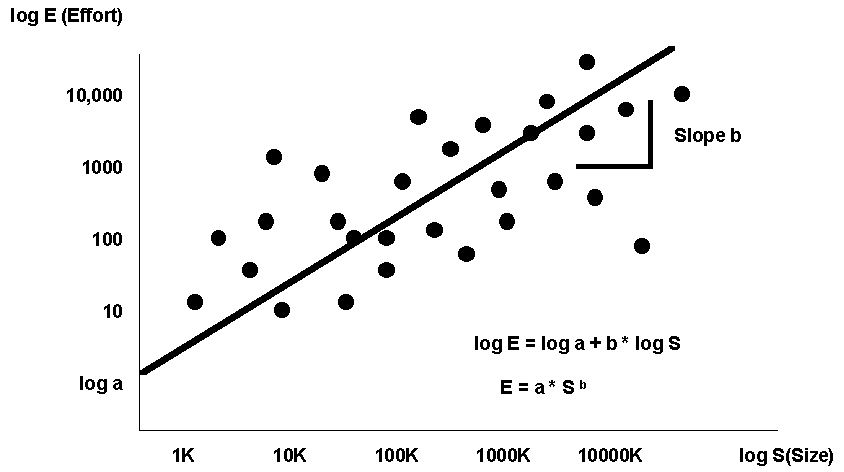 log E (Effort)
10,000
Slope b
1000
100
10
log E = log a + b * log S
log a
E = a * S b
1K 10K 100K 1000K 10000K log S(Size)